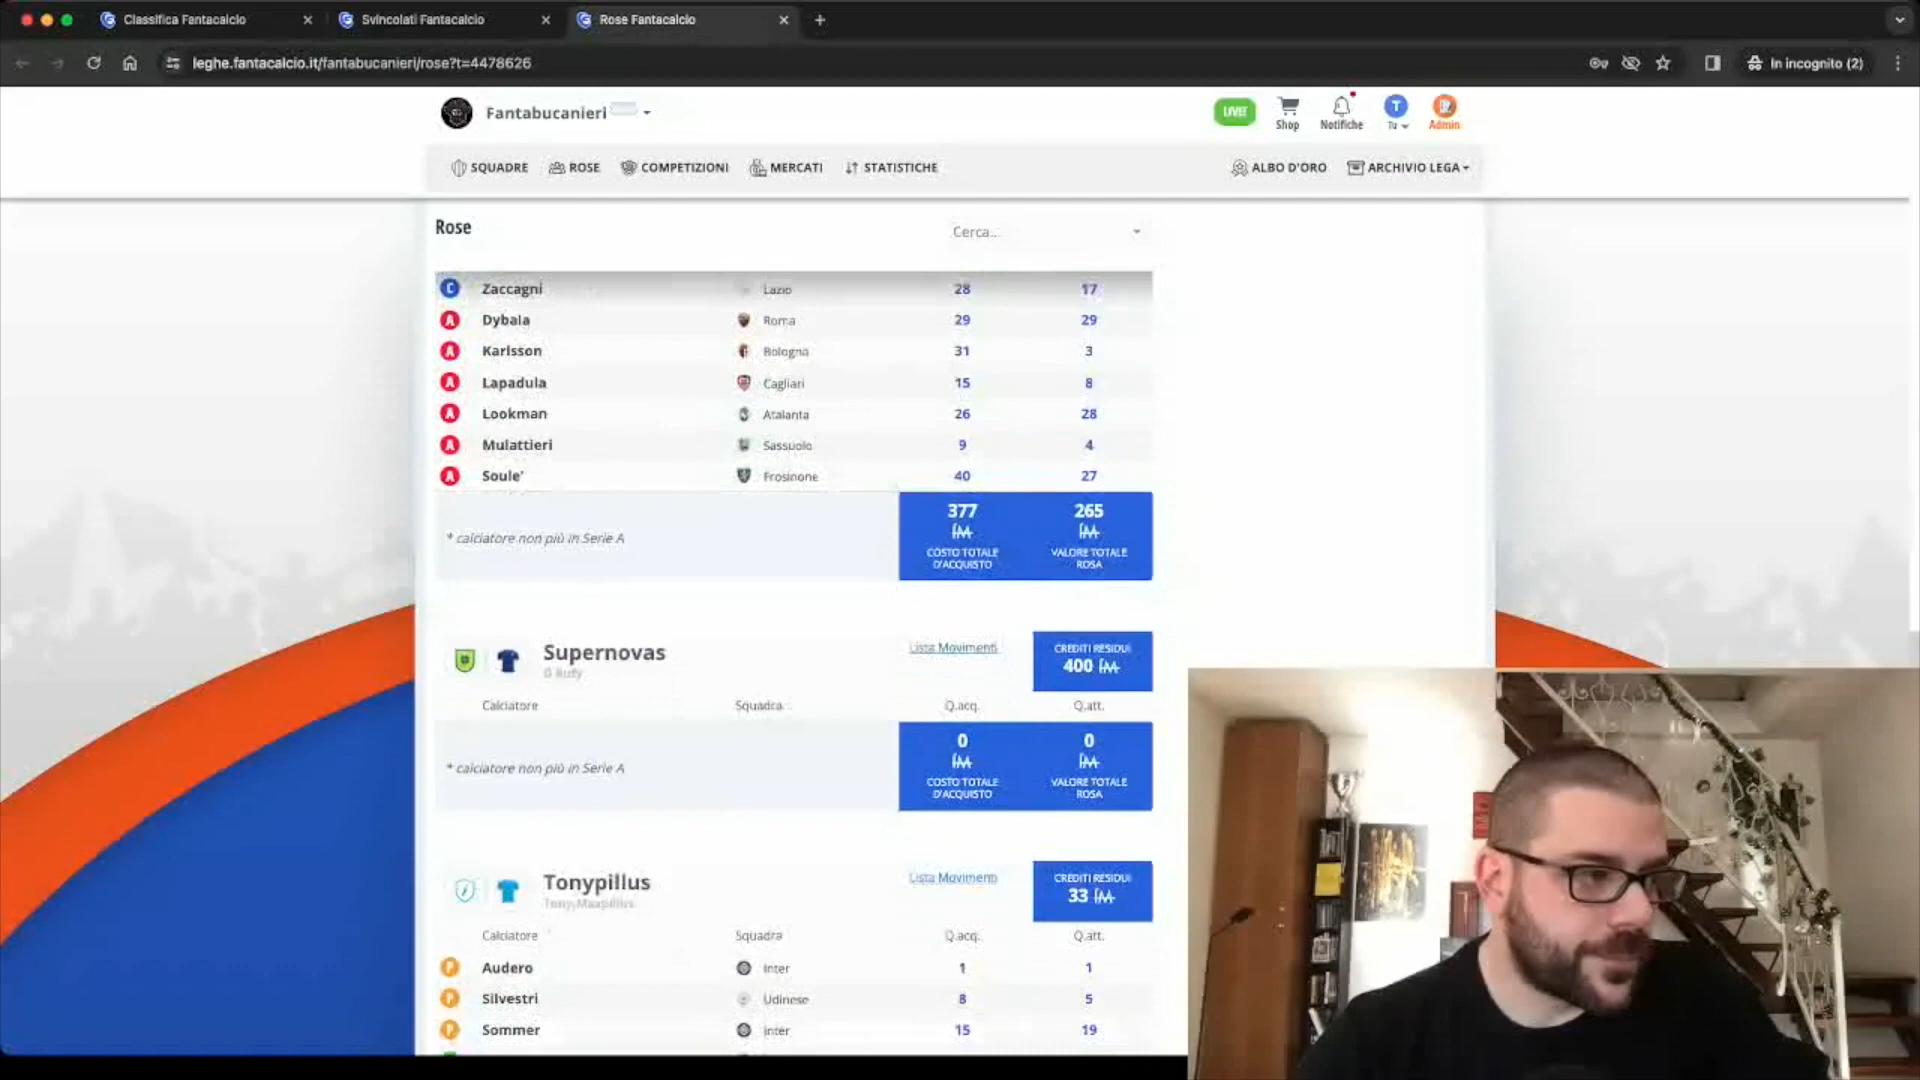 Classifica Fantacalcio
Svincolati Fantacalcio
Rose Fantacalcio
leghe.fantacalcio.it/fantabucanieri/rose?t=4478626
In incognito (2)
Fantabucanieri
LIVE!
Shop
Notifiche
T
Tu
Admin
SQUADRE
ROSE
COMPETIZIONI
MERCATI
STATISTICHE
ALBO D'ORO
ARCHIVIO LEGA
Rose
Cerca...
C Zaccagni Lazio 28 17
A Dybala Roma 29 29
A Karlsson Bologna 31 3
A Lapadula Cagliari 15 8
A Lookman Atalanta 26 28
A Mulattieri Sassuolo 9 4
A Soule' Frosinone 40 27
* calciatore non più in Serie A
377
COSTO TOTALE
D'ACQUISTO
265
VALORE TOTALE
ROSA
Supernovas
Lista Movimenti
CREDITI RESIDUI
400
Calciatore Squadra Q.acq. Q.att.
* calciatore non più in Serie A
0
COSTO TOTALE
D'ACQUISTO
0
VALORE TOTALE
ROSA
Tonypillus
Lista Movimenti
CREDITI RESIDUI
33
Calciatore Squadra Q.acq. Q.att.
P Audero Inter 1 1
P Silvestri Udinese 8 5
P Sommer Inter 15 19